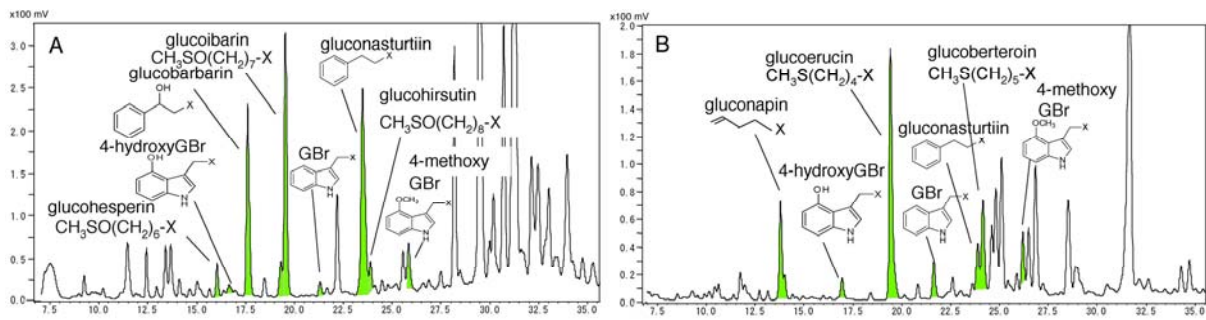 x100 mV
A
3.0
2.5
2.0
1.5
1.0
0.5
0.0
7.5 10.0 12.5 15.0 17.5 20.0 22.5 25.0 27.5 30.0 32.5 35.0
glucoibarin
CH₃SO(CH₂)₇-X
glucobarbarin
OH
X
4-hydroxyGBr
OH
X
N
H
glucohesperin
CH₃SO(CH₂)₆-X
gluconasturtiin
X
GBr
X
N
H
glucohirsutin
CH₃SO(CH₂)₈-X
4-methoxy
GBr
OCH₃
X
N
H
x100 mV
B
2.0
1.8
1.6
1.4
1.2
1.0
0.8
0.6
0.4
0.2
0.0
7.5 10.0 12.5 15.0 17.5 20.0 22.5 25.0 27.5 30.0 32.5 35.0
glucoerucin
CH₃S(CH₂)₄-X
glucoberteroin
CH₃S(CH₂)₅-X
gluconapin
X
4-hydroxyGBr
OH
X
N
H
gluconasturtiin
X
GBr
X
N
H
4-methoxy
GBr
OCH₃
X
N
H